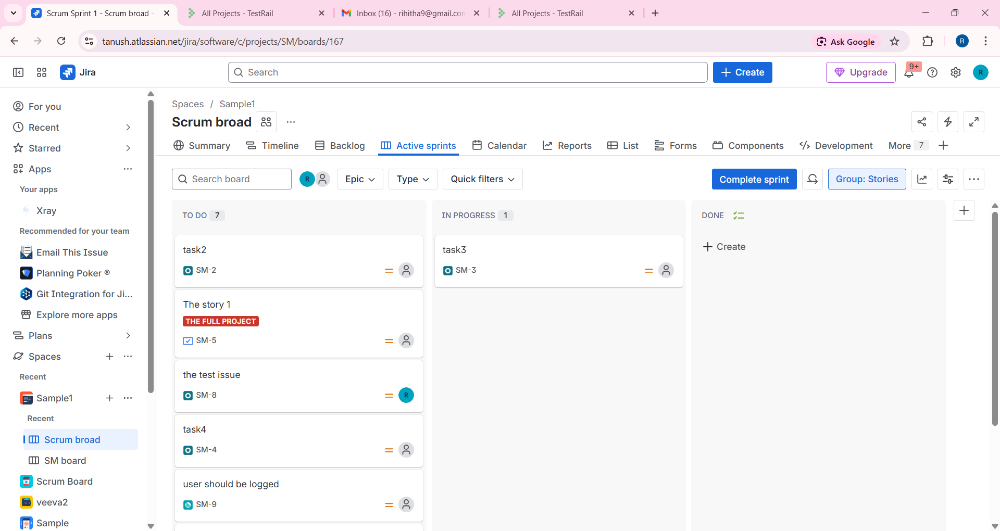 Scrum Sprint 1 - Scrum broad -
All Projects - TestRail
Inbox (16) - rihitha9@gmail.com
All Projects - TestRail
tanush.atlassian.net/jira/software/c/projects/SM/boards/167
Ask Google
R
Jira
Search
Create
Upgrade
9+
R
For you
Recent
Starred
Apps
Your apps
Xray
Recommended for your team
Email This Issue
Planning Poker ®
Git Integration for Ji...
Explore more apps
Plans
Spaces
Recent
Sample1
Recent
Scrum broad
SM board
Scrum Board
veeva2
Sample
Spaces / Sample1
Scrum broad
Summary
Timeline
Backlog
Active sprints
Calendar
Reports
List
Forms
Components
Development
More 7
Search board
R
Epic
Type
Quick filters
Complete sprint
Group: Stories
TO DO 7
task2
SM-2
The story 1
THE FULL PROJECT
SM-5
the test issue
SM-8
R
task4
SM-4
user should be logged
SM-9
IN PROGRESS 1
task3
SM-3
DONE
Create